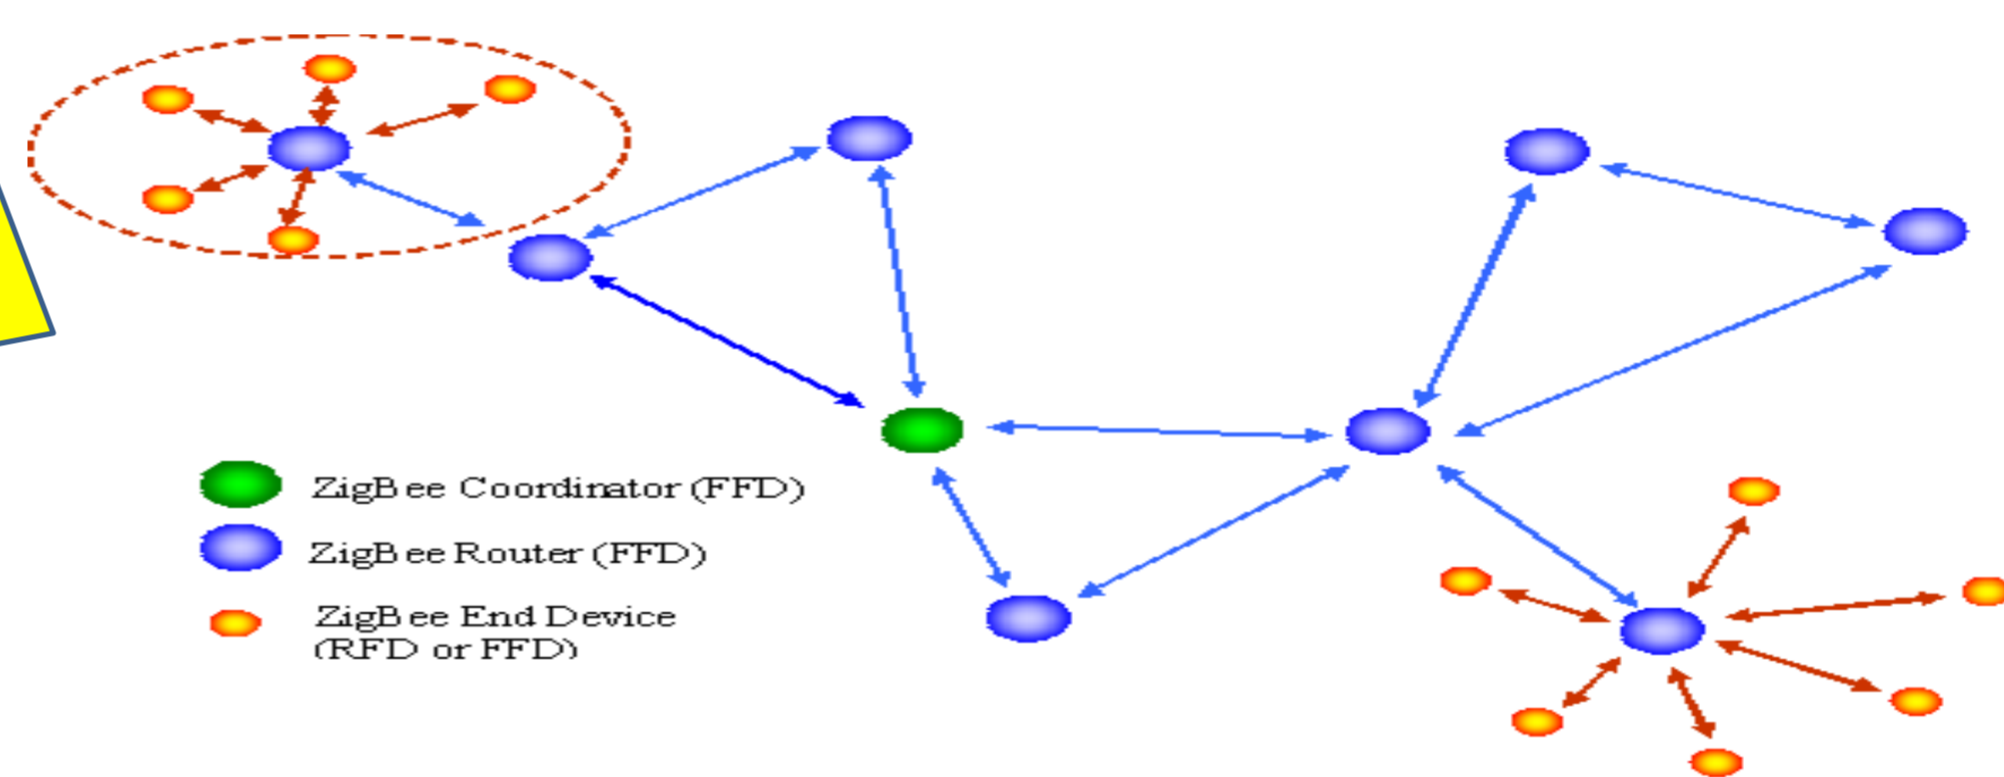 ZigBee Coordinator (FFD)
ZigBee Router (FFD)
ZigBee End Device
(RFD or FFD)